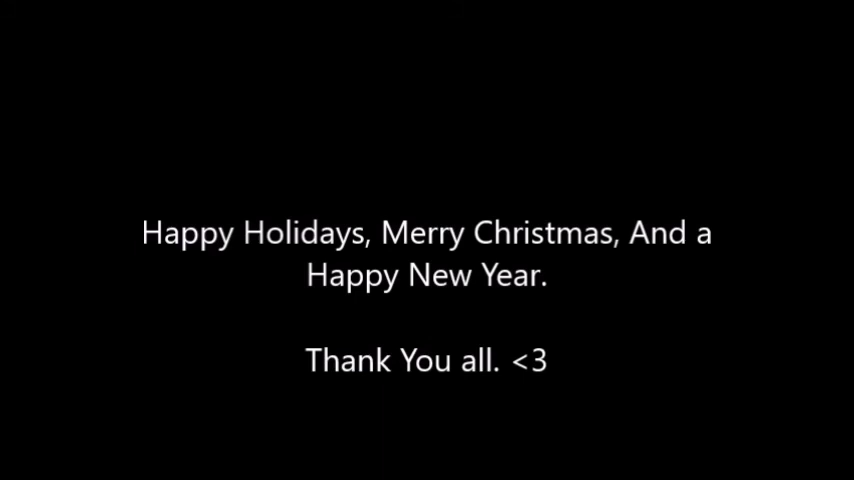 Happy Holidays, Merry Christmas, And a
Happy New Year.
Thank You all. <3